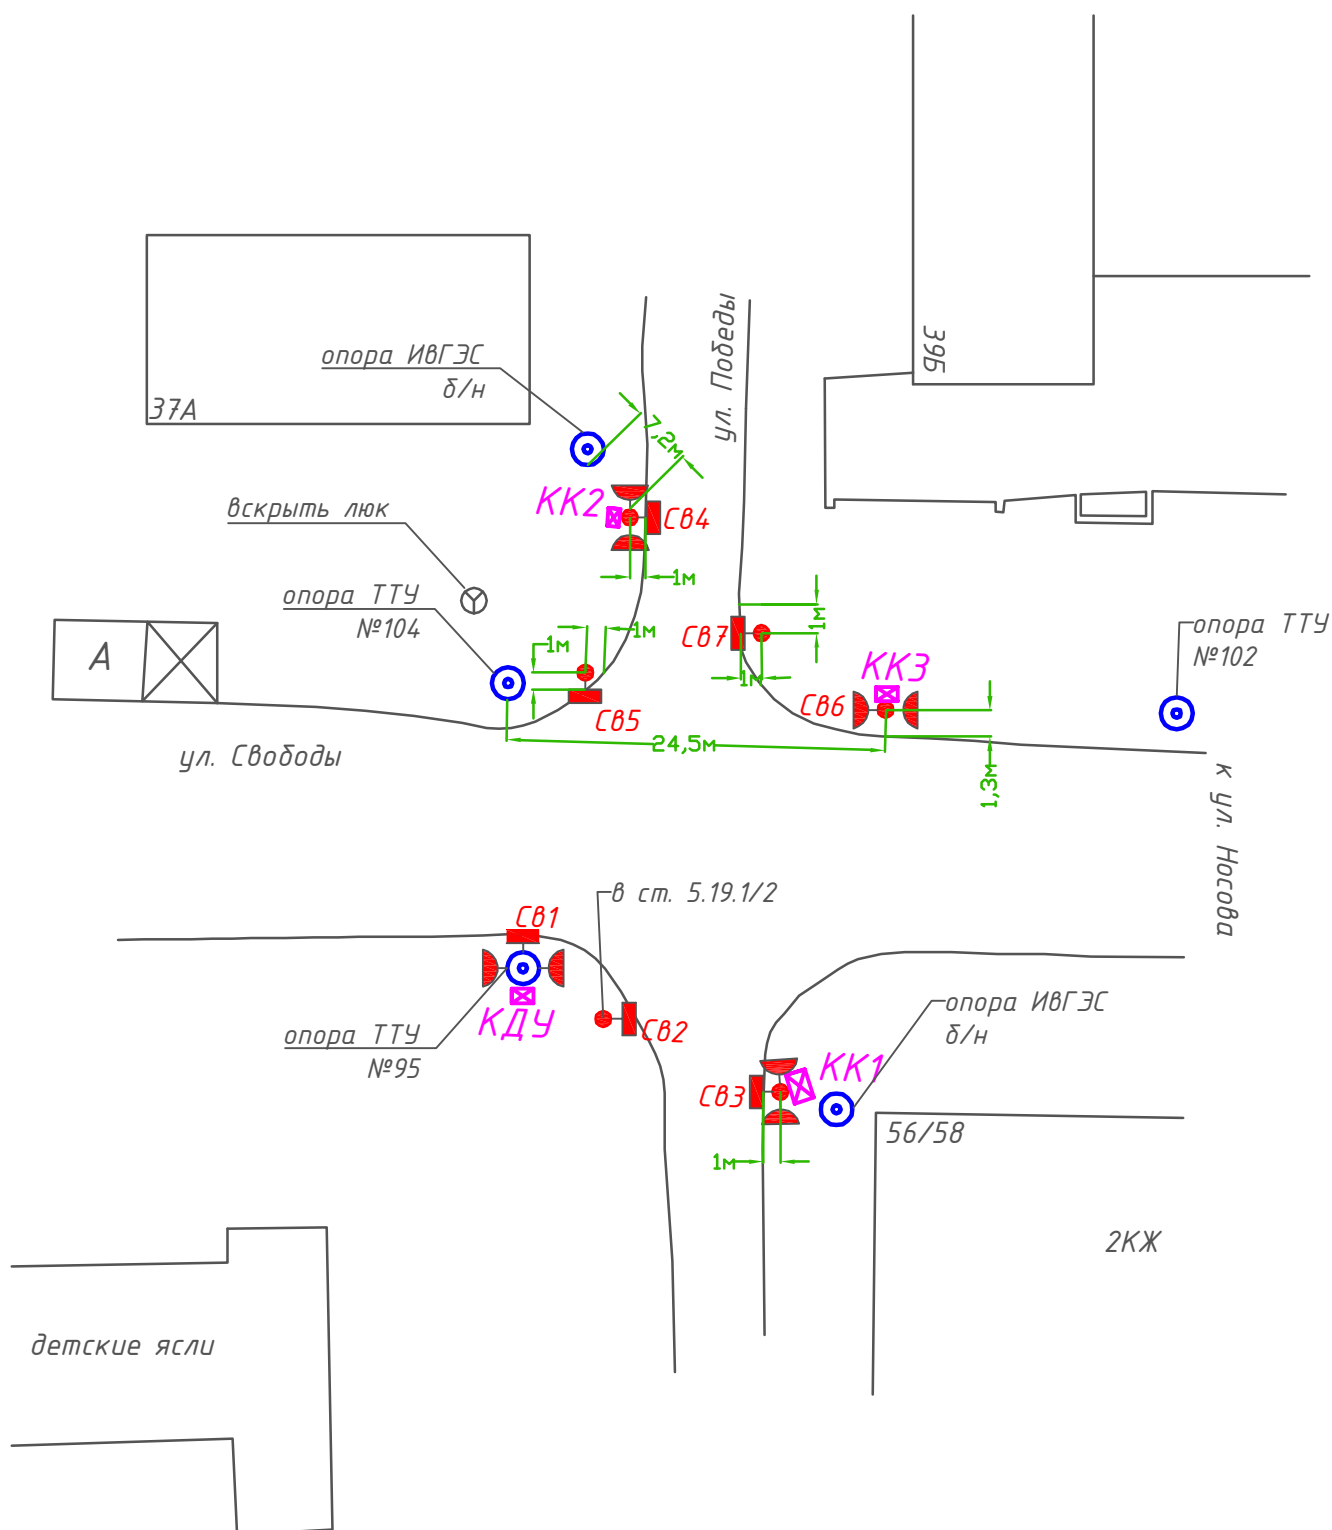 ул. Победы
39Б
опора ИвГЭС
б/н
37А
7,2м
КК2
Св4
вскрыть люк
1м
опора ТТУ
№104
1м
1м
1м
Св7
опора ТТУ
№102
А
КК3
1м
Св6
Св5
24,5м
ул. Свободы
1,3м
к ул. Носова
в ст. 5.19.1/2
Св1
опора ИвГЭС
б/н
КДУ
Св2
опора ТТУ
№95
КК1
Св3
56/58
1м
2КЖ
детские ясли